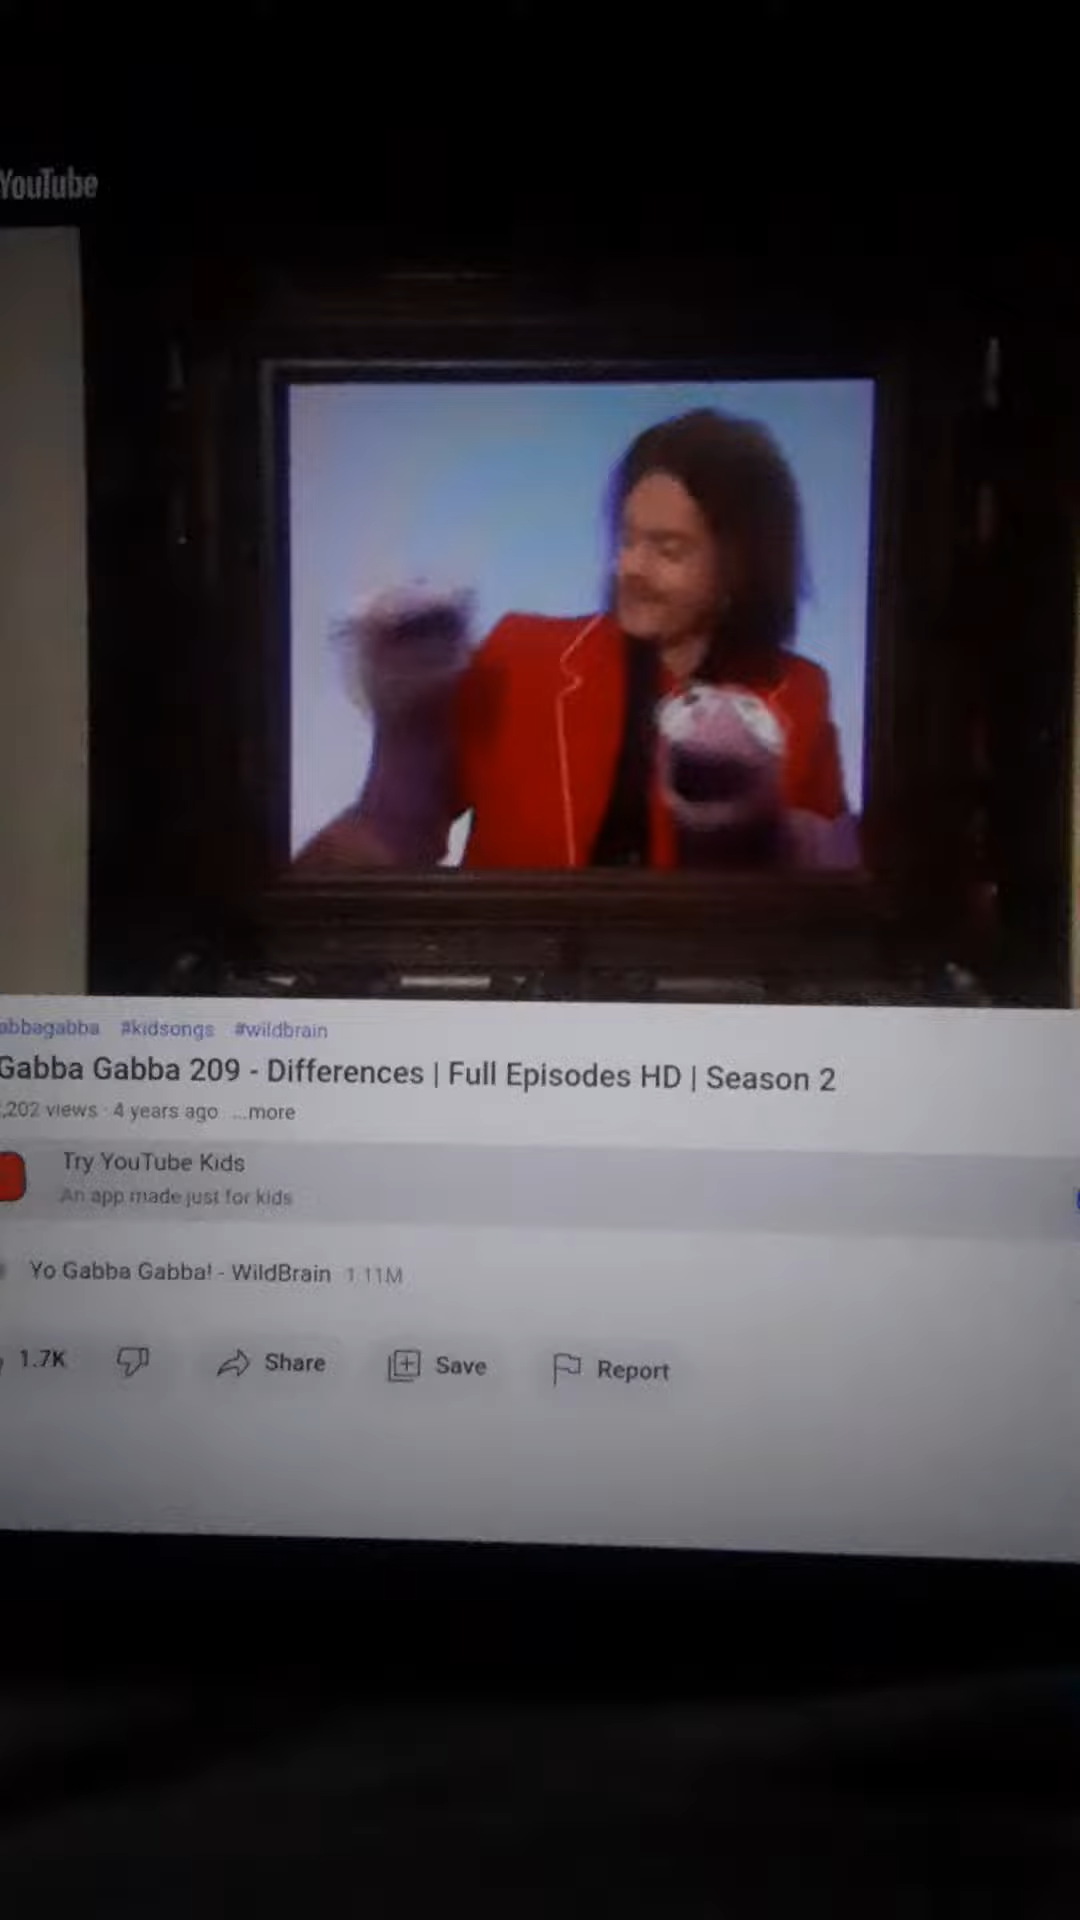 YouTube
abbagabba #kidsongs #wildbrain
Gabba Gabba 209 - Differences | Full Episodes HD | Season 2
,202 views · 4 years ago ...more
Try YouTube Kids
An app made just for kids
Yo Gabba Gabba! - WildBrain 1.11M
1.7K Share Save Report